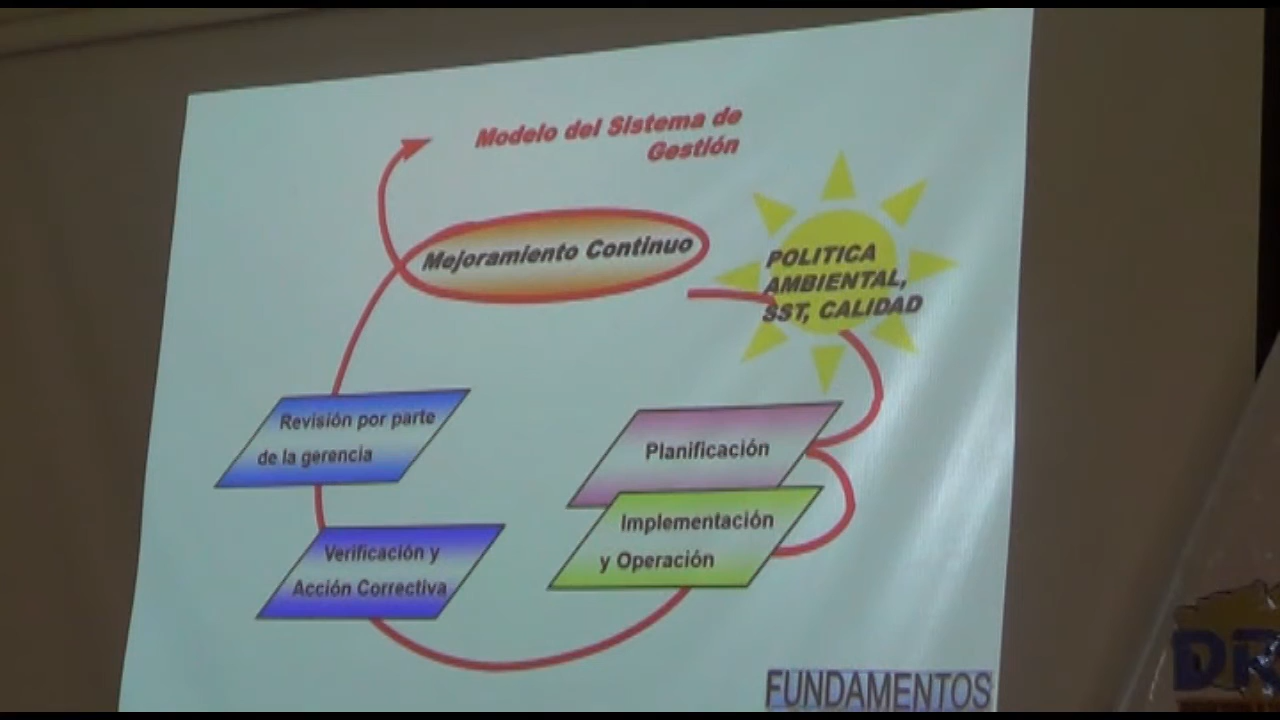 Modelo del Sistema de
Gestión
Mejoramiento Continuo
POLITICA
AMBIENTAL,
SST, CALIDAD
Revisión por parte
de la gerencia
Planificación
Implementación
y Operación
Verificación y
Acción Correctiva
FUNDAMENTOS